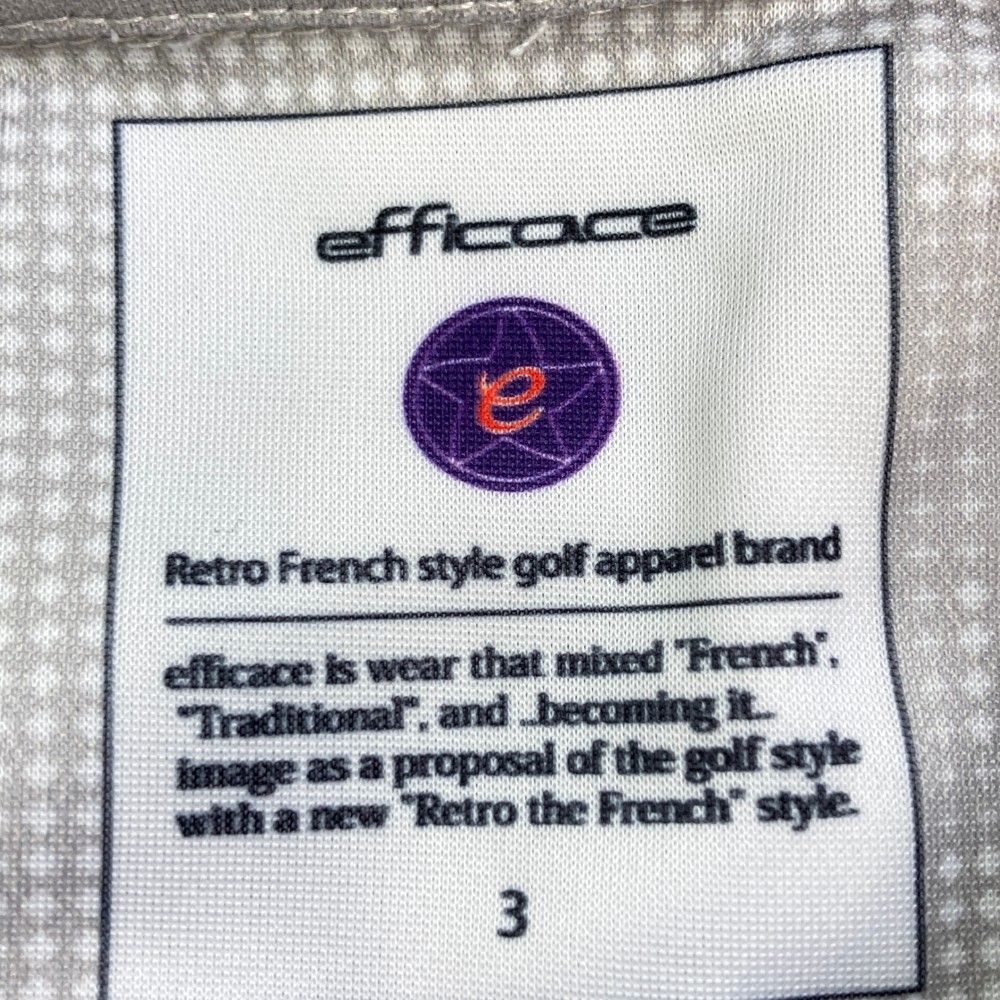 efficace
e
Retro French style golf apparel brand
efficace is wear that mixed "French",
"Traditional", and ..becoming it..
image as a proposal of the golf style
with a new "Retro the French" style.
3